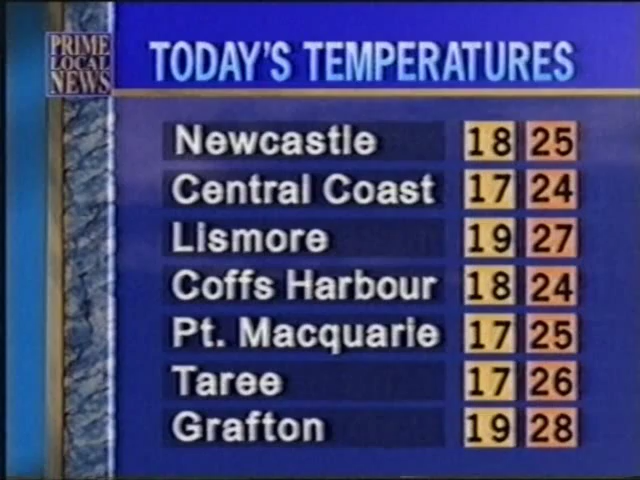 PRIME
LOCAL
NEWS
TODAY'S TEMPERATURES
Newcastle 18 25
Central Coast 17 24
Lismore 19 27
Coffs Harbour 18 24
Pt. Macquarie 17 25
Taree 17 26
Grafton 19 28